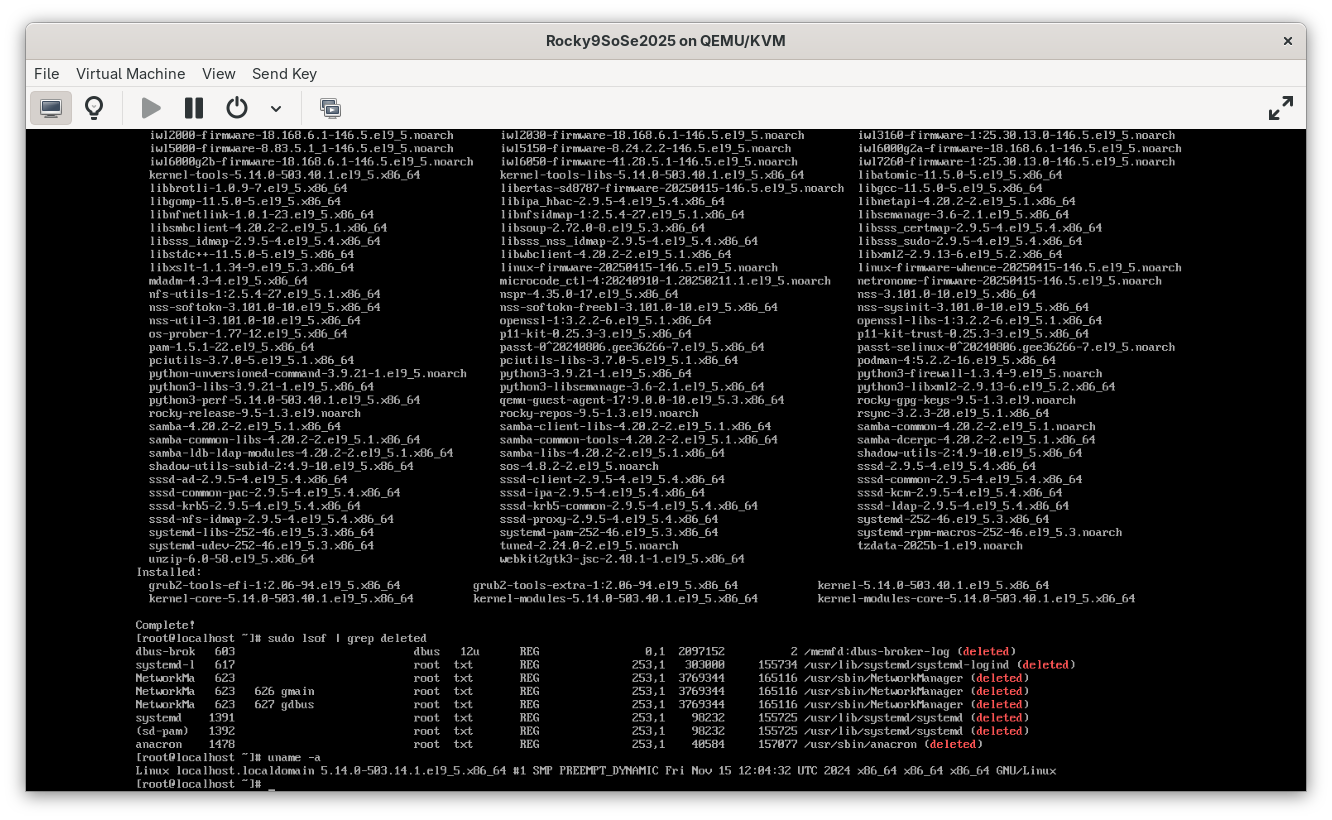 Rocky9SoSe2025 on QEMU/KVM
File Virtual Machine View Send Key
iwl2000-firmware-18.168.6.1-146.5.el9_5.noarch iwl2030-firmware-18.168.6.1-146.5.el9_5.noarch iwl3160-firmware-1:25.30.13.0-146.5.el9_5.noarch
iwl5000-firmware-8.83.5.1_1-146.5.el9_5.noarch iwl5150-firmware-8.24.2.2-146.5.el9_5.noarch iwl6000g2a-firmware-18.168.6.1-146.5.el9_5.noarch
iwl6000g2b-firmware-18.168.6.1-146.5.el9_5.noarch iwl6050-firmware-41.28.5.1-146.5.el9_5.noarch iwl7260-firmware-1:25.30.13.0-146.5.el9_5.noarch
kernel-tools-5.14.0-503.40.1.el9_5.x86_64 kernel-tools-libs-5.14.0-503.40.1.el9_5.x86_64 libatomic-11.5.0-5.el9_5.x86_64
libbrotli-1.0.9-7.el9_5.x86_64 libertas-sd8787-firmware-20250415-146.5.el9_5.noarch libgcc-11.5.0-5.el9_5.x86_64
libgomp-11.5.0-5.el9_5.x86_64 libipa_hbac-2.9.5-4.el9_5.4.x86_64 libnetapi-4.20.2-2.el9_5.1.x86_64
libnfnetlink-1.0.1-23.el9_5.x86_64 libnfsidmap-1:2.5.4-27.el9_5.1.x86_64 libsemanage-3.6-2.1.el9_5.x86_64
libsmbclient-4.20.2-2.el9_5.1.x86_64 libsoup-2.72.0-8.el9_5.3.x86_64 libsss_certmap-2.9.5-4.el9_5.4.x86_64
libsss_idmap-2.9.5-4.el9_5.4.x86_64 libsss_nss_idmap-2.9.5-4.el9_5.4.x86_64 libsss_sudo-2.9.5-4.el9_5.4.x86_64
libstdc++-11.5.0-5.el9_5.x86_64 libwbclient-4.20.2-2.el9_5.1.x86_64 libxml2-2.9.13-6.el9_5.2.x86_64
libxslt-1.1.34-9.el9_5.3.x86_64 linux-firmware-20250415-146.5.el9_5.noarch linux-firmware-whence-20250415-146.5.el9_5.noarch
mdadm-4.3-4.el9_5.x86_64 microcode_ctl-4:20240910-1.20250211.1.el9_5.noarch netronome-firmware-20250415-146.5.el9_5.noarch
nfs-utils-1:2.5.4-27.el9_5.1.x86_64 nspr-4.35.0-17.el9_5.x86_64 nss-3.101.0-10.el9_5.x86_64
nss-softokn-3.101.0-10.el9_5.x86_64 nss-softokn-freebl-3.101.0-10.el9_5.x86_64 nss-sysinit-3.101.0-10.el9_5.x86_64
nss-util-3.101.0-10.el9_5.x86_64 openssl-1:3.2.2-6.el9_5.1.x86_64 openssl-libs-1:3.2.2-6.el9_5.1.x86_64
os-prober-1.77-12.el9_5.x86_64 p11-kit-0.25.3-3.el9_5.x86_64 p11-kit-trust-0.25.3-3.el9_5.x86_64
pam-1.5.1-22.el9_5.x86_64 passt-0^20240806.gee36266-7.el9_5.x86_64 passt-selinux-0^20240806.gee36266-7.el9_5.noarch
pciutils-3.7.0-5.el9_5.1.x86_64 pciutils-libs-3.7.0-5.el9_5.1.x86_64 podman-4:5.2.2-16.el9_5.x86_64
python-unversioned-command-3.9.21-1.el9_5.noarch python3-3.9.21-1.el9_5.x86_64 python3-firewall-1.3.4-9.el9_5.noarch
python3-libs-3.9.21-1.el9_5.x86_64 python3-libsemanage-3.6-2.1.el9_5.x86_64 python3-libxml2-2.9.13-6.el9_5.2.x86_64
python3-perf-5.14.0-503.40.1.el9_5.x86_64 qemu-guest-agent-17:9.0.0-10.el9_5.3.x86_64 rocky-gpg-keys-9.5-1.3.el9.noarch
rocky-release-9.5-1.3.el9.noarch rocky-repos-9.5-1.3.el9.noarch rsync-3.2.3-20.el9_5.1.x86_64
samba-4.20.2-2.el9_5.1.x86_64 samba-client-libs-4.20.2-2.el9_5.1.x86_64 samba-common-4.20.2-2.el9_5.1.noarch
samba-common-libs-4.20.2-2.el9_5.1.x86_64 samba-common-tools-4.20.2-2.el9_5.1.x86_64 samba-dcerpc-4.20.2-2.el9_5.1.x86_64
samba-ldb-ldap-modules-4.20.2-2.el9_5.1.x86_64 samba-libs-4.20.2-2.el9_5.1.x86_64 shadow-utils-2:4.9-10.el9_5.x86_64
shadow-utils-subid-2:4.9-10.el9_5.x86_64 sos-4.8.2-2.el9_5.noarch sssd-2.9.5-4.el9_5.4.x86_64
sssd-ad-2.9.5-4.el9_5.4.x86_64 sssd-client-2.9.5-4.el9_5.4.x86_64 sssd-common-2.9.5-4.el9_5.4.x86_64
sssd-common-pac-2.9.5-4.el9_5.4.x86_64 sssd-ipa-2.9.5-4.el9_5.4.x86_64 sssd-kcm-2.9.5-4.el9_5.4.x86_64
sssd-krb5-2.9.5-4.el9_5.4.x86_64 sssd-krb5-common-2.9.5-4.el9_5.4.x86_64 sssd-ldap-2.9.5-4.el9_5.4.x86_64
sssd-nfs-idmap-2.9.5-4.el9_5.4.x86_64 sssd-proxy-2.9.5-4.el9_5.4.x86_64 systemd-252-46.el9_5.3.x86_64
systemd-libs-252-46.el9_5.3.x86_64 systemd-pam-252-46.el9_5.3.x86_64 systemd-rpm-macros-252-46.el9_5.3.noarch
systemd-udev-252-46.el9_5.3.x86_64 tuned-2.24.0-2.el9_5.noarch tzdata-2025b-1.el9.noarch
unzip-6.0-58.el9_5.x86_64 webkit2gtk3-jsc-2.48.1-1.el9_5.x86_64
Installed:
grub2-tools-efi-1:2.06-94.el9_5.x86_64 grub2-tools-extra-1:2.06-94.el9_5.x86_64 kernel-5.14.0-503.40.1.el9_5.x86_64
kernel-core-5.14.0-503.40.1.el9_5.x86_64 kernel-modules-5.14.0-503.40.1.el9_5.x86_64 kernel-modules-core-5.14.0-503.40.1.el9_5.x86_64
Complete!
[root@localhost ~]# sudo lsof | grep deleted
dbus-brok 603 dbus 12u REG 0,1 2097152 2 /memfd:dbus-broker-log (deleted)
systemd-l 617 root txt REG 253,1 303000 155734 /usr/lib/systemd/systemd-logind (deleted)
NetworkMa 623 root txt REG 253,1 3769344 165116 /usr/sbin/NetworkManager (deleted)
NetworkMa 623 626 gmain root txt REG 253,1 3769344 165116 /usr/sbin/NetworkManager (deleted)
NetworkMa 623 627 gdbus root txt REG 253,1 3769344 165116 /usr/sbin/NetworkManager (deleted)
systemd 1391 root txt REG 253,1 98232 155725 /usr/lib/systemd/systemd (deleted)
(sd-pam) 1392 root txt REG 253,1 98232 155725 /usr/lib/systemd/systemd (deleted)
anacron 1478 root txt REG 253,1 40584 157077 /usr/sbin/anacron (deleted)
[root@localhost ~]# uname -a
Linux localhost.localdomain 5.14.0-503.14.1.el9_5.x86_64 #1 SMP PREEMPT_DYNAMIC Fri Nov 15 12:04:32 UTC 2024 x86_64 x86_64 x86_64 GNU/Linux
[root@localhost ~]# _